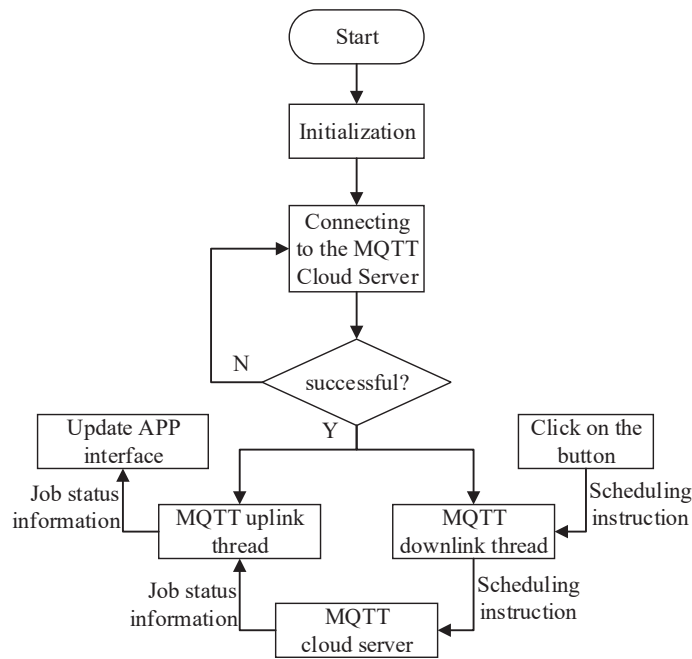 Start
Initialization
Connecting
to the MQTT
Cloud Server
N
successful?
Y
Update APP
interface
Click on the
button
Job status
information
MQTT uplink
thread
MQTT
downlink thread
Scheduling
instruction
Job status
information
MQTT
cloud server
Scheduling
instruction